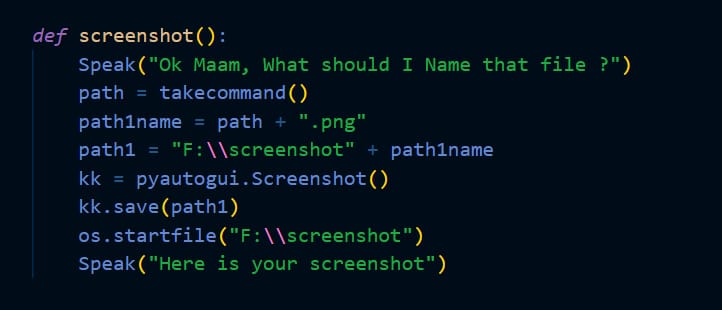 def screenshot():
    Speak("Ok Maam, What should I Name that file ?")
    path = takecommand()
    path1name = path + ".png"
    path1 = "F:\\screenshot" + path1name
    kk = pyautogui.Screenshot()
    kk.save(path1)
    os.startfile("F:\\screenshot")
    Speak("Here is your screenshot")